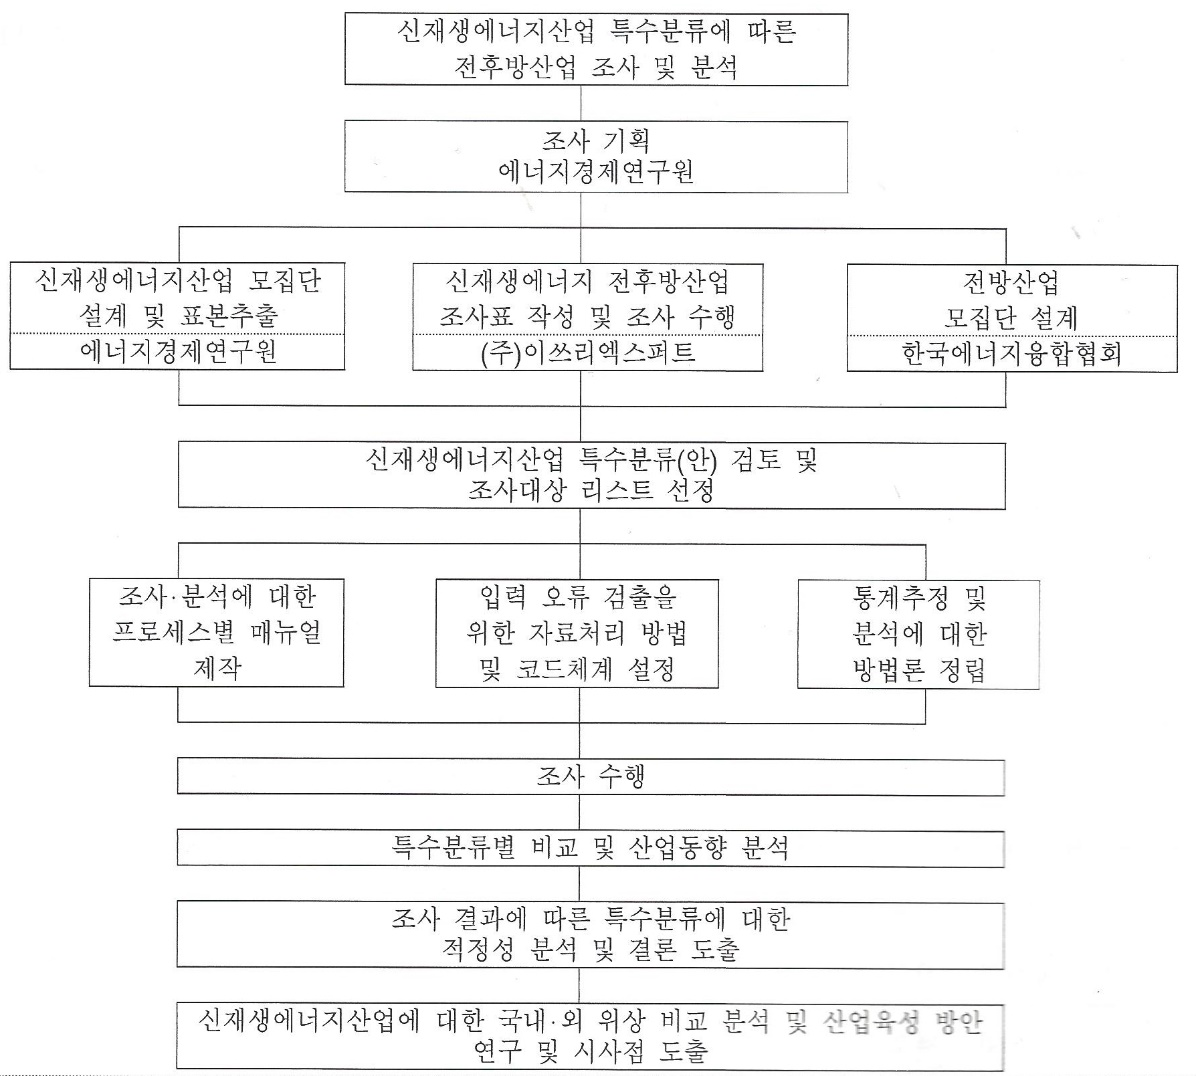 신재생에너지산업 특수분류에 따른
전후방산업 조사 및 분석
조사 기획
에너지경제연구원
신재생에너지산업 모집단
설계 및 표본추출
에너지경제연구원
신재생에너지 전후방산업
조사표 작성 및 조사 수행
(주)이쓰리엑스퍼트
전방산업
모집단 설계
한국에너지융합협회
신재생에너지산업 특수분류(안) 검토 및
조사대상 리스트 선정
조사·분석에 대한
프로세스별 매뉴얼
제작
입력 오류 검출을
위한 자료처리 방법
및 코드체계 설정
통계추정 및
분석에 대한
방법론 정립
조사 수행
특수분류별 비교 및 산업동향 분석
조사 결과에 따른 특수분류에 대한
적정성 분석 및 결론 도출
신재생에너지산업에 대한 국내·외 위상 비교 분석 및 산업육성 방안
연구 및 시사점 도출